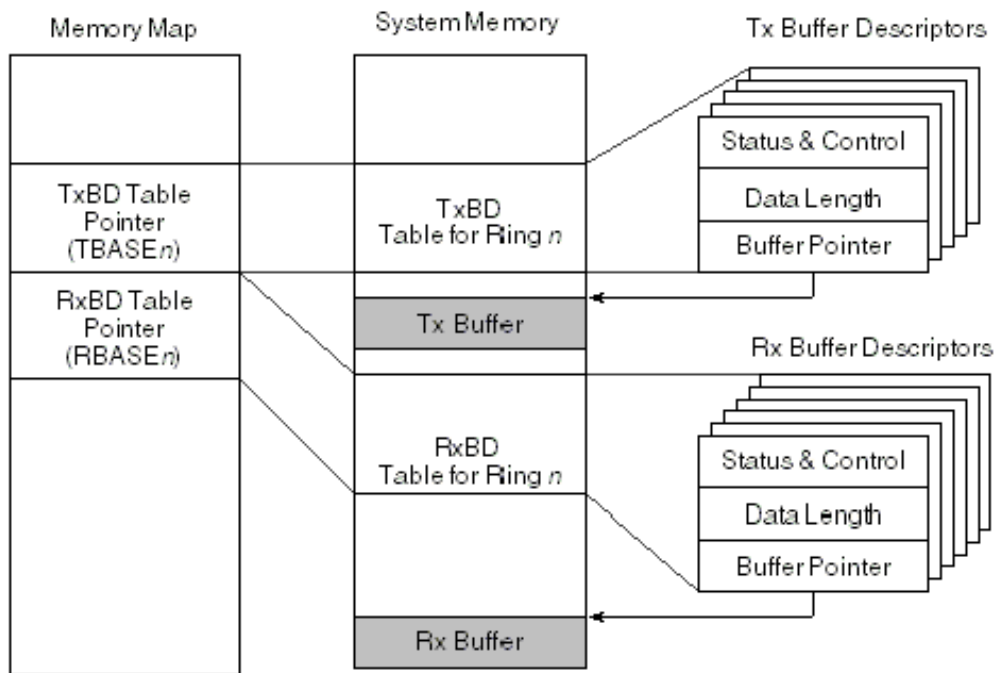 Memory Map
System Memory
Tx Buffer Descriptors
TxBD Table
Pointer
(TBASEn)
RxBD Table
Pointer
(RBASEn)
TxBD
Table for Ring n
Tx Buffer
RxBD
Table for Ring n
Rx Buffer
Status & Control
Data Length
Buffer Pointer
Rx Buffer Descriptors
Status & Control
Data Length
Buffer Pointer